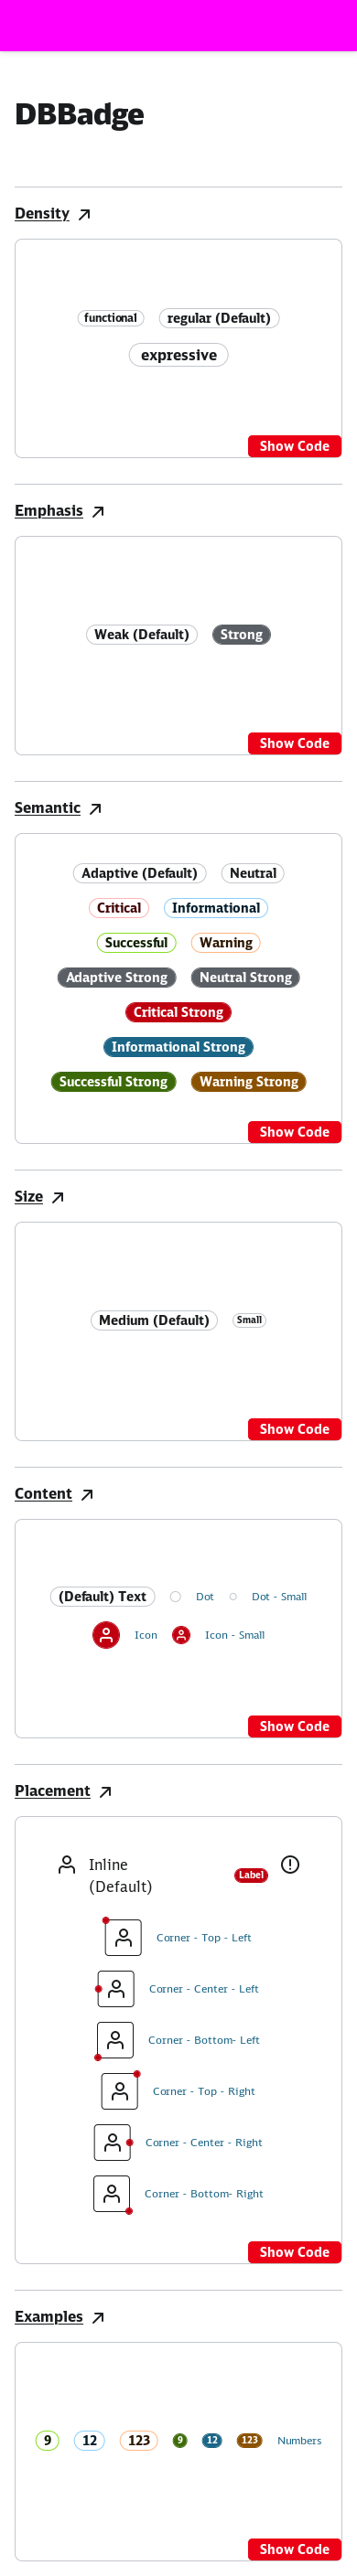 DBBadge
Density
functional regular (Default)
expressive
Show Code
Emphasis
Weak (Default) Strong
Show Code
Semantic
Adaptive (Default) Neutral
Critical Informational
Successful Warning
Adaptive Strong Neutral Strong
Critical Strong
Informational Strong
Successful Strong Warning Strong
Show Code
Size
Medium (Default) Small
Show Code
Content
(Default) Text Dot Dot - Small
Icon Icon - Small
Show Code
Placement
Inline
(Default) Label
Corner - Top - Left
Corner - Center - Left
Corner - Bottom- Left
Corner - Top - Right
Corner - Center - Right
Corner - Bottom- Right
Show Code
Examples
9 12 123 9 12 123 Numbers
Show Code